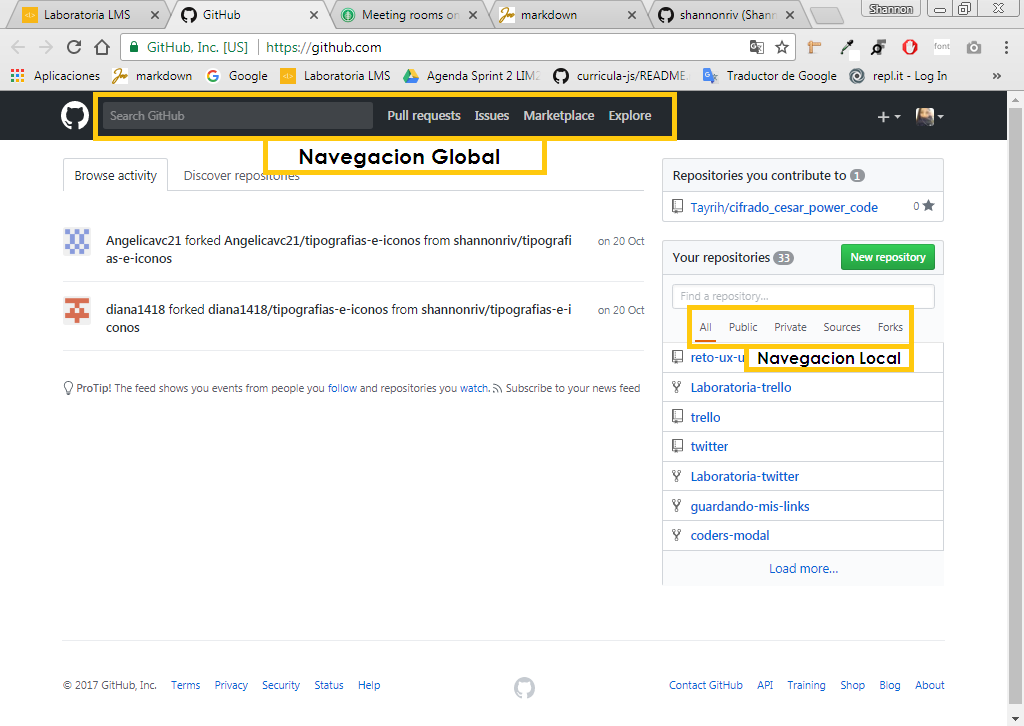 Laboratoria LMS
GitHub
Meeting rooms on
markdown
shannonriv (Shann
Shannon
GitHub, Inc. [US]
https://github.com
font
Aplicaciones
markdown
Google
Laboratoria LMS
Agenda Sprint 2 LIM2
curricula-js/README.
Traductor de Google
repl.it - Log In
»
Search GitHub
Pull requests
Issues
Marketplace
Explore
Navegacion Global
Browse activity
Discover repositories
Angelicavc21 forked Angelicavc21/tipografias-e-iconos from shannonriv/tipografi
as-e-iconos
on 20 Oct
diana1418 forked diana1418/tipografias-e-iconos from shannonriv/tipografias-e-i
conos
on 20 Oct
ProTip! The feed shows you events from people you follow and repositories you watch.
Subscribe to your news feed
Repositories you contribute to 1
Tayrih/cifrado_cesar_power_code
0
Your repositories 33
New repository
Find a repository...
All
Public
Private
Sources
Forks
Navegacion Local
reto-ux-u
Laboratoria-trello
trello
twitter
Laboratoria-twitter
guardando-mis-links
coders-modal
Load more...
© 2017 GitHub, Inc.
Terms
Privacy
Security
Status
Help
Contact GitHub
API
Training
Shop
Blog
About